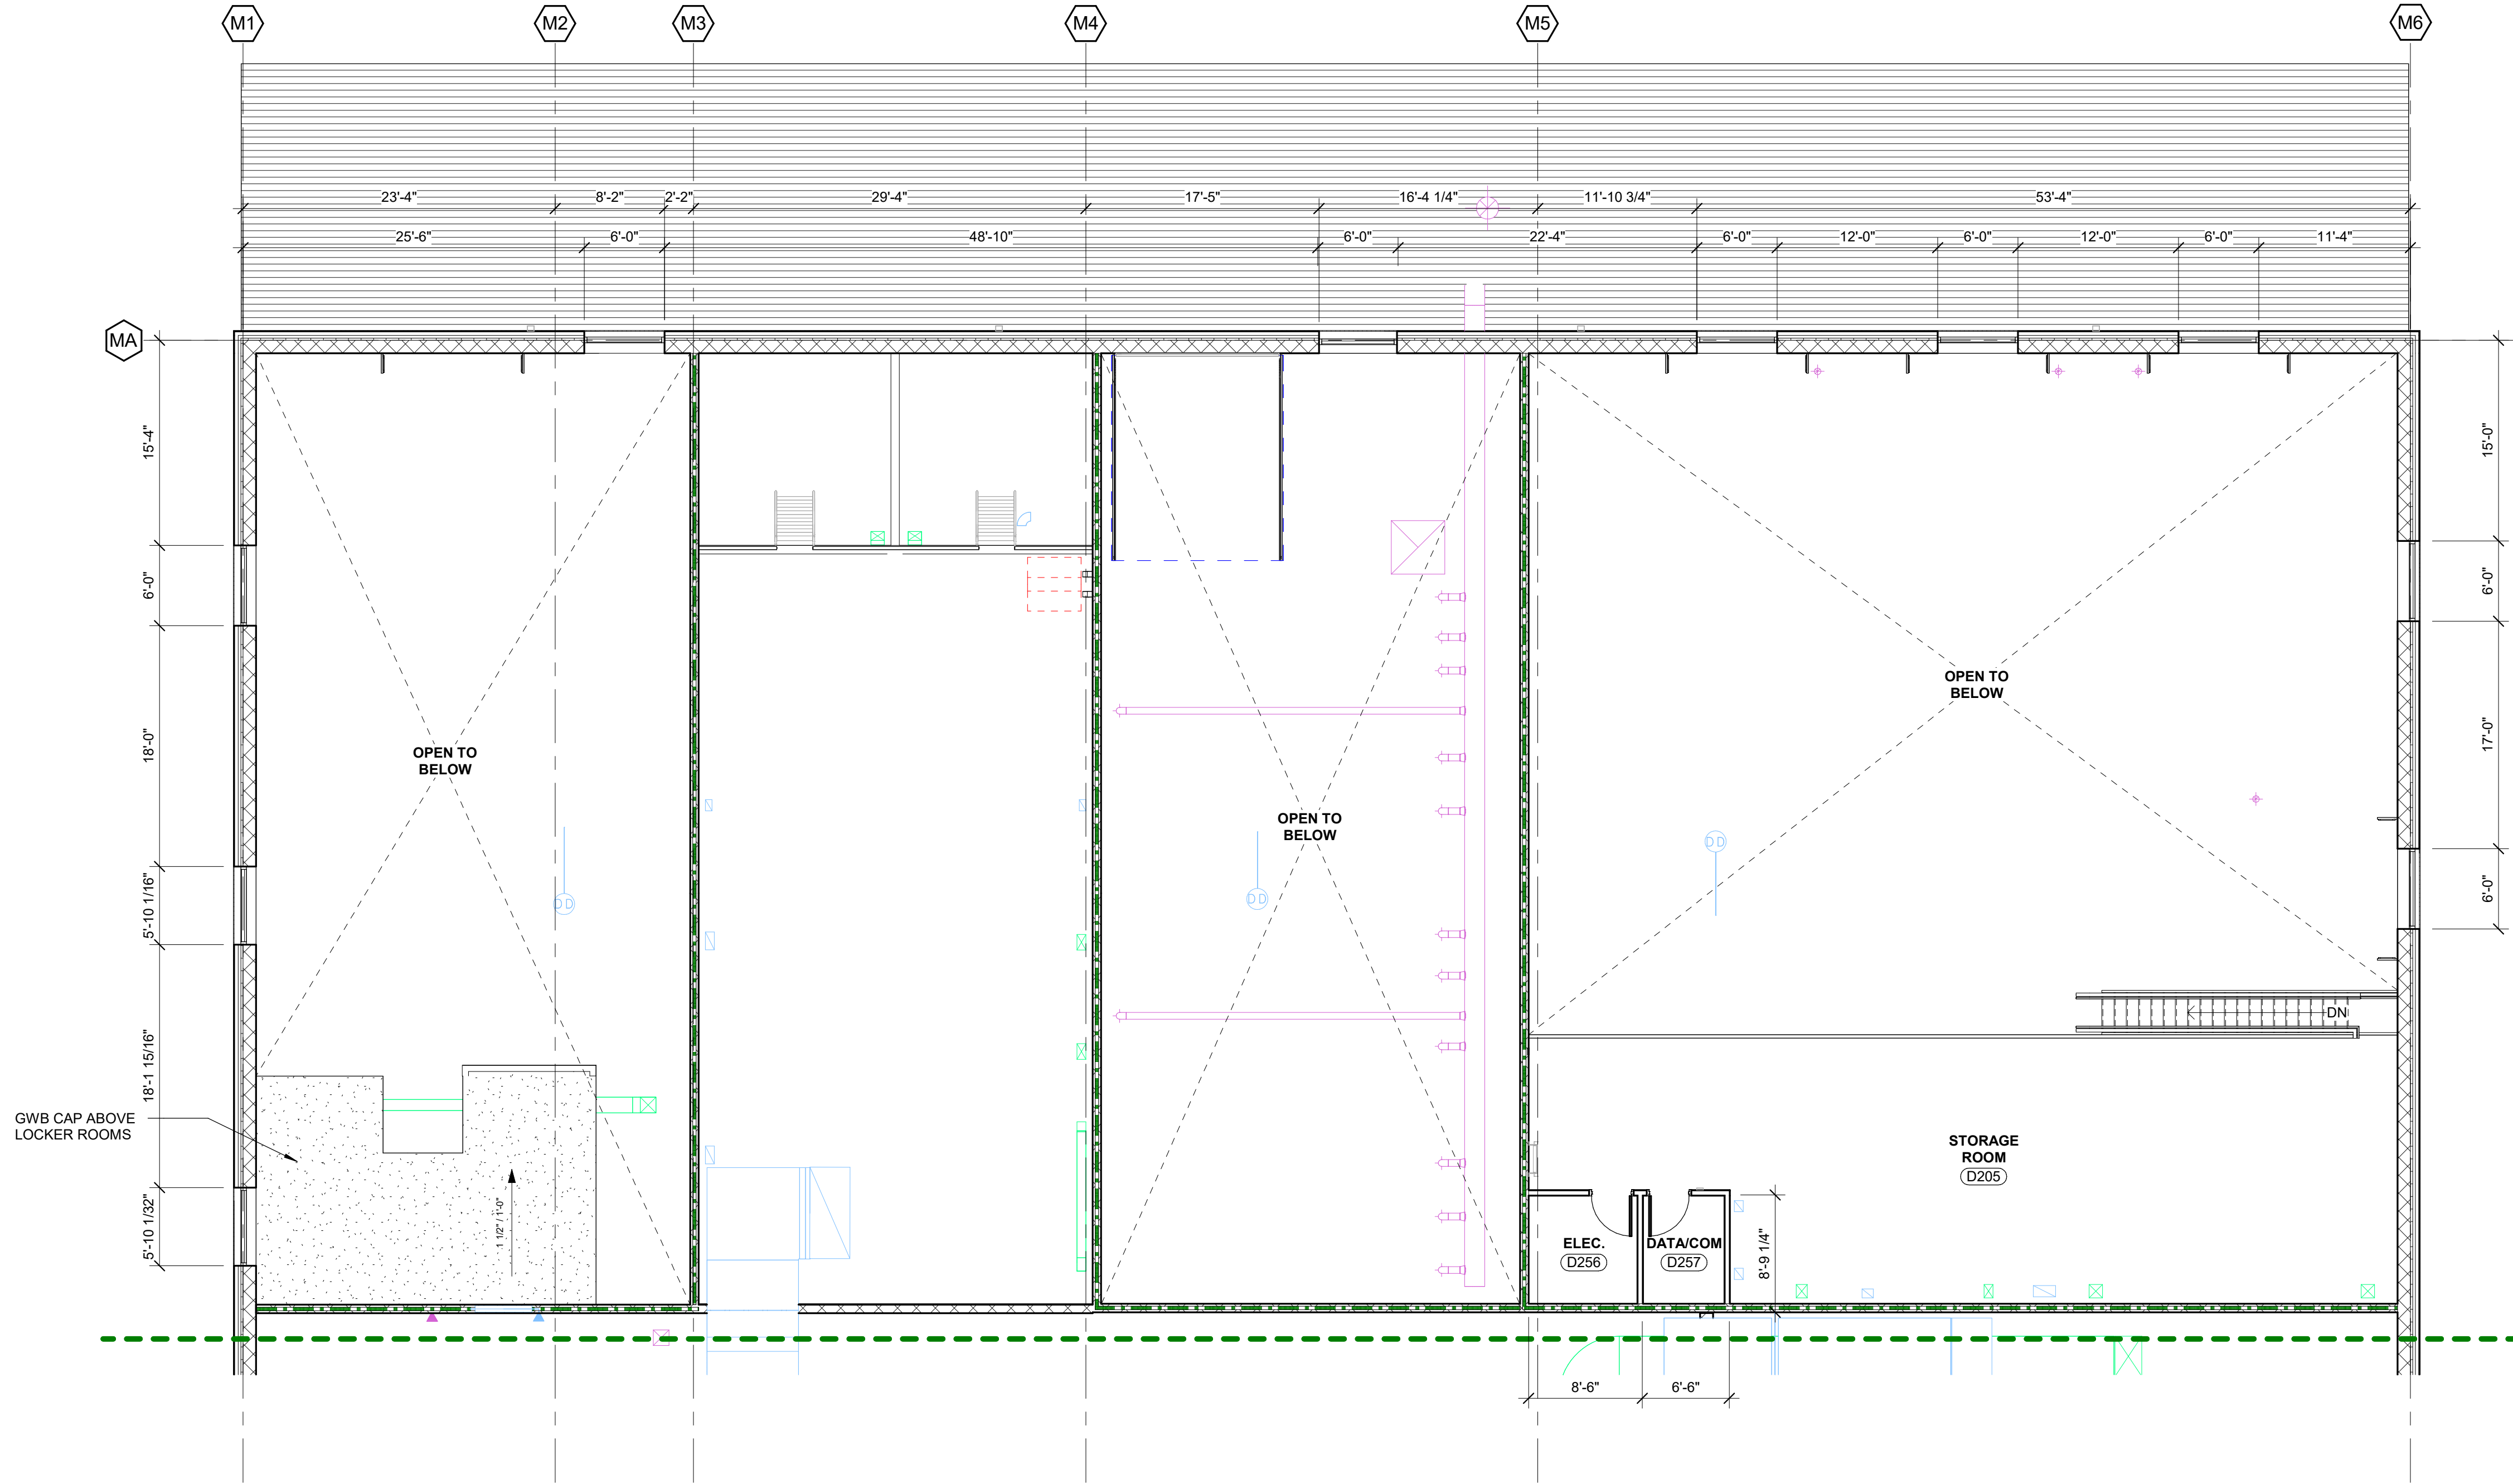 M1
M2
M3
M4
M5
M6
23'-4"
8'-2"
2'-2"
29'-4"
17'-5"
16'-4 1/4"
11'-10 3/4"
53'-4"
25'-6"
6'-0"
48'-10"
6'-0"
22'-4"
6'-0"
12'-0"
6'-0"
12'-0"
6'-0"
11'-4"
MA
15'-4"
6'-0"
18'-0"
5'-10 1/16"
18'-1 15/16"
5'-10 1/32"
15'-0"
6'-0"
17'-0"
6'-0"
OPEN TO
BELOW
OPEN TO
BELOW
OPEN TO
BELOW
DD
DD
DD
DN
GWB CAP ABOVE
LOCKER ROOMS
1 1/2" / 1'-0"
STORAGE
ROOM
D205
ELEC.
D256
DATA/COM
D257
8'-9 1/4"
8'-6"
6'-6"